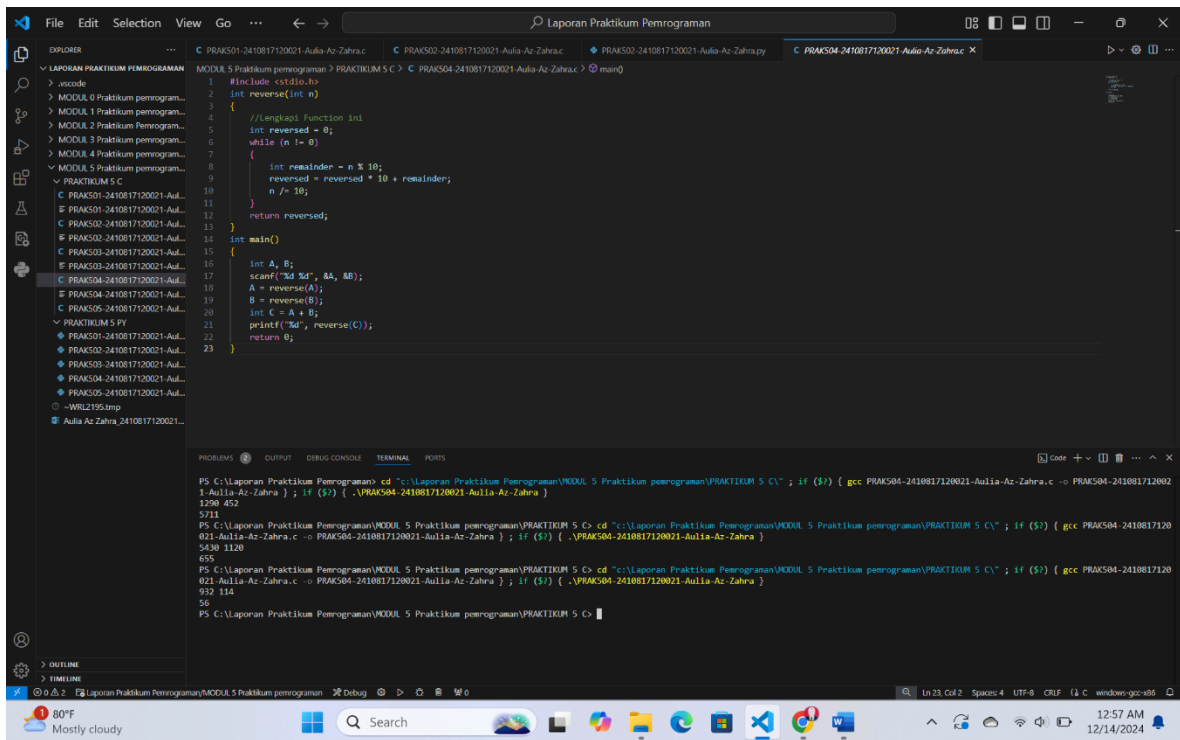 File Edit Selection View Go ··· ← → Laporan Praktikum Pemrograman
EXPLORER ···
LAPORAN PRAKTIKUM PEMROGRAMAN
> .vscode
> MODUL 0 Praktikum pemrogram...
> MODUL 1 Praktikum pemrogram...
> MODUL 2 Praktikum Pemrogram...
> MODUL 3 Praktikum pemrogram...
> MODUL 4 Praktikum pemrogram...
MODUL 5 Praktikum pemrogram...
PRAKTIKUM 5 C
C PRAK501-2410817120021-Aul...
PRAK501-2410817120021-Aul...
C PRAK502-2410817120021-Aul...
PRAK502-2410817120021-Aul...
C PRAK503-2410817120021-Aul...
PRAK503-2410817120021-Aul...
C PRAK504-2410817120021-Aul...
PRAK504-2410817120021-Aul...
C PRAK505-2410817120021-Aul...
PRAKTIKUM 5 PY
PRAK501-2410817120021-Aul...
PRAK502-2410817120021-Aul...
PRAK503-2410817120021-Aul...
PRAK504-2410817120021-Aul...
PRAK505-2410817120021-Aul...
~WRL2195.tmp
Aulia Az Zahra_2410817120021...
> OUTLINE
> TIMELINE
C PRAK501-2410817120021-Aulia-Az-Zahra.c C PRAK502-2410817120021-Aulia-Az-Zahra.c PRAK502-2410817120021-Aulia-Az-Zahra.py C PRAK504-2410817120021-Aulia-Az-Zahra.c ×
MODUL 5 Praktikum pemrograman > PRAKTIKUM 5 C > C PRAK504-2410817120021-Aulia-Az-Zahra.c > main()
1 #include <stdio.h>
2 int reverse(int n)
3 {
4 //Lengkapi Function ini
5 int reversed = 0;
6 while (n != 0)
7 {
8 int remainder = n % 10;
9 reversed = reversed * 10 + remainder;
10 n /= 10;
11 }
12 return reversed;
13 }
14 int main()
15 {
16 int A, B;
17 scanf("%d %d", &A, &B);
18 A = reverse(A);
19 B = reverse(B);
20 int C = A + B;
21 printf("%d", reverse(C));
22 return 0;
23 }
PROBLEMS 2 OUTPUT DEBUG CONSOLE TERMINAL PORTS Code
PS C:\Laporan Praktikum Pemrograman> cd "c:\Laporan Praktikum Pemrograman\MODUL 5 Praktikum pemrograman\PRAKTIKUM 5 C\" ; if ($?) { gcc PRAK504-2410817120021-Aulia-Az-Zahra.c -o PRAK504-241081712002
1-Aulia-Az-Zahra } ; if ($?) { .\PRAK504-2410817120021-Aulia-Az-Zahra }
1290 452
5711
PS C:\Laporan Praktikum Pemrograman\MODUL 5 Praktikum pemrograman\PRAKTIKUM 5 C> cd "c:\Laporan Praktikum Pemrograman\MODUL 5 Praktikum pemrograman\PRAKTIKUM 5 C\" ; if ($?) { gcc PRAK504-2410817120
021-Aulia-Az-Zahra.c -o PRAK504-2410817120021-Aulia-Az-Zahra } ; if ($?) { .\PRAK504-2410817120021-Aulia-Az-Zahra }
5430 1120
655
PS C:\Laporan Praktikum Pemrograman\MODUL 5 Praktikum pemrograman\PRAKTIKUM 5 C> cd "c:\Laporan Praktikum Pemrograman\MODUL 5 Praktikum pemrograman\PRAKTIKUM 5 C\" ; if ($?) { gcc PRAK504-2410817120
021-Aulia-Az-Zahra.c -o PRAK504-2410817120021-Aulia-Az-Zahra } ; if ($?) { .\PRAK504-2410817120021-Aulia-Az-Zahra }
932 114
56
PS C:\Laporan Praktikum Pemrograman\MODUL 5 Praktikum pemrograman\PRAKTIKUM 5 C>
0 2 Laporan Praktikum Pemrograman/MODUL 5 Praktikum pemrograman Debug 0 Ln 23, Col 2 Spaces: 4 UTF-8 CRLF C windows-gcc-x86
1 80°F Search 12:57 AM
Mostly cloudy 12/14/2024